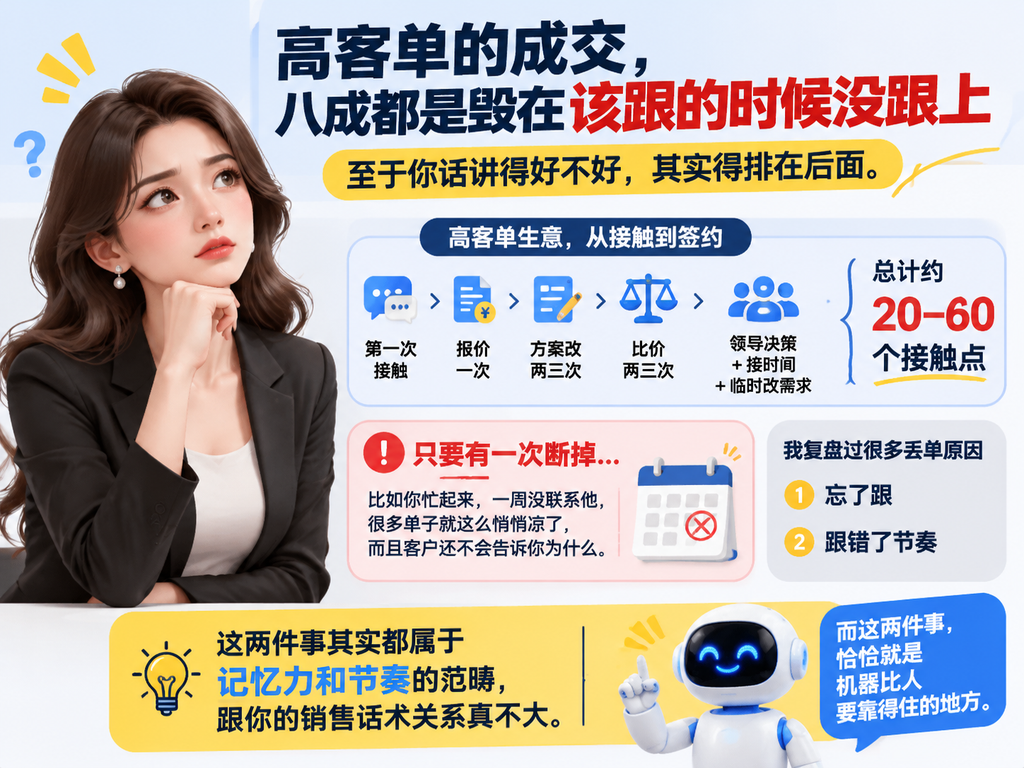 高客单的成交，
八成都是毁在该跟的时候没跟上
至于你话讲得好不好，其实得排在后面。
?
高客单生意，从接触到签约
第一次
接触
报价
一次
方案改
两三次
比价
两三次
领导决策
+ 接时间
+ 临时改需求
总计约
20-60
个接触点
¥
! 只要有一次断掉...
比如你忙起来，一周没联系他，
很多单子就这么悄悄凉了，
而且客户还不会告诉你为什么。
我复盘过很多丢单原因
1 忘了跟
2 跟错了节奏
这两件事其实都属于
记忆力和节奏的范畴，
跟你的销售话术关系真不大。
而这两件事，
恰恰就是
机器比人
要靠得住的地方。